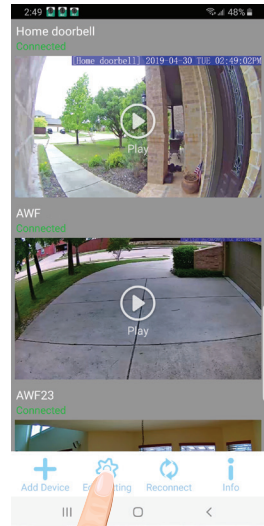 2:49 48%
Home doorbell
Connected
[Home doorbell] 2019-04-30 TUE 02:49:02PM
Play
AWF
Connected
Play
AWF23
Connected
Add Device Reconnect Info